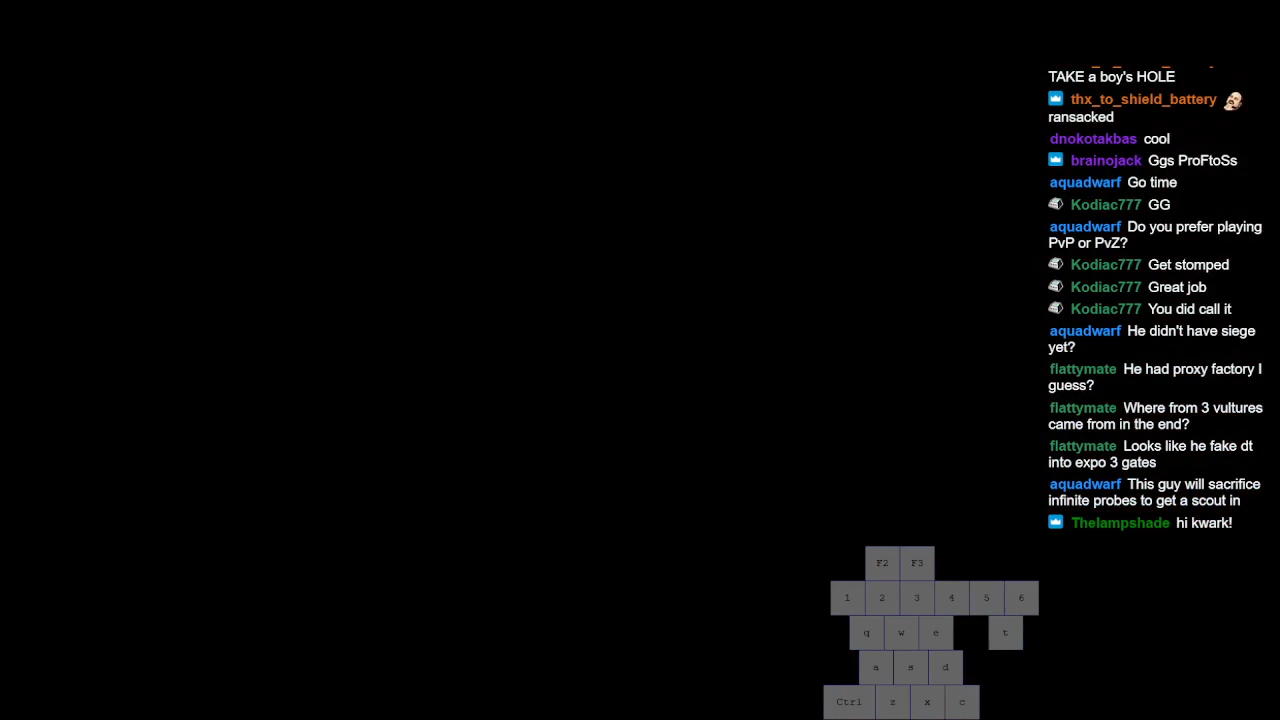 TAKE a boy's HOLE
thx_to_shield_battery
ransacked
dnokotakbas cool
brainojack Ggs ProFtoSs
aquadwarf Go time
Kodiac777 GG
aquadwarf Do you prefer playing
PvP or PvZ?
Kodiac777 Get stomped
Kodiac777 Great job
Kodiac777 You did call it
aquadwarf He didn't have siege
yet?
flattymate He had proxy factory I
guess?
flattymate Where from 3 vultures
came from in the end?
flattymate Looks like he fake dt
into expo 3 gates
aquadwarf This guy will sacrifice
infinite probes to get a scout in
Thelampshade hi kwark!
F2 F3
1 2 3 4 5 6
q w e t
a s d
Ctrl z x c